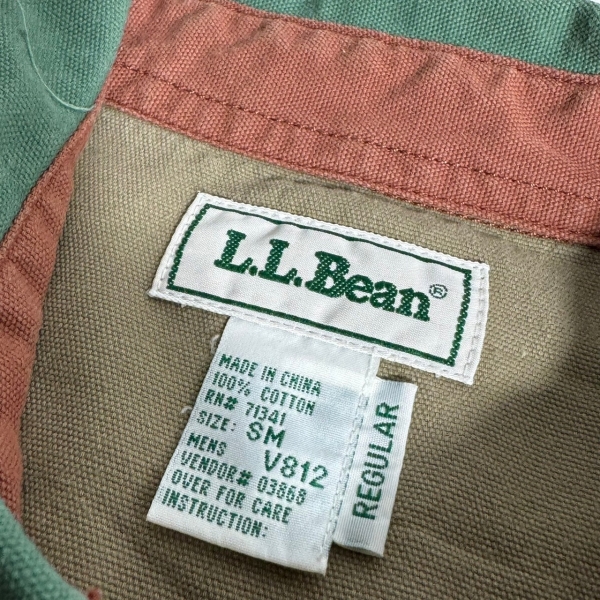 L.L.Bean®
MADE IN CHINA
100% COTTON
RN# 71341
SIZE: SM
MENS V812
VENDOR# 03868
OVER FOR CARE
INSTRUCTION:
REGULAR